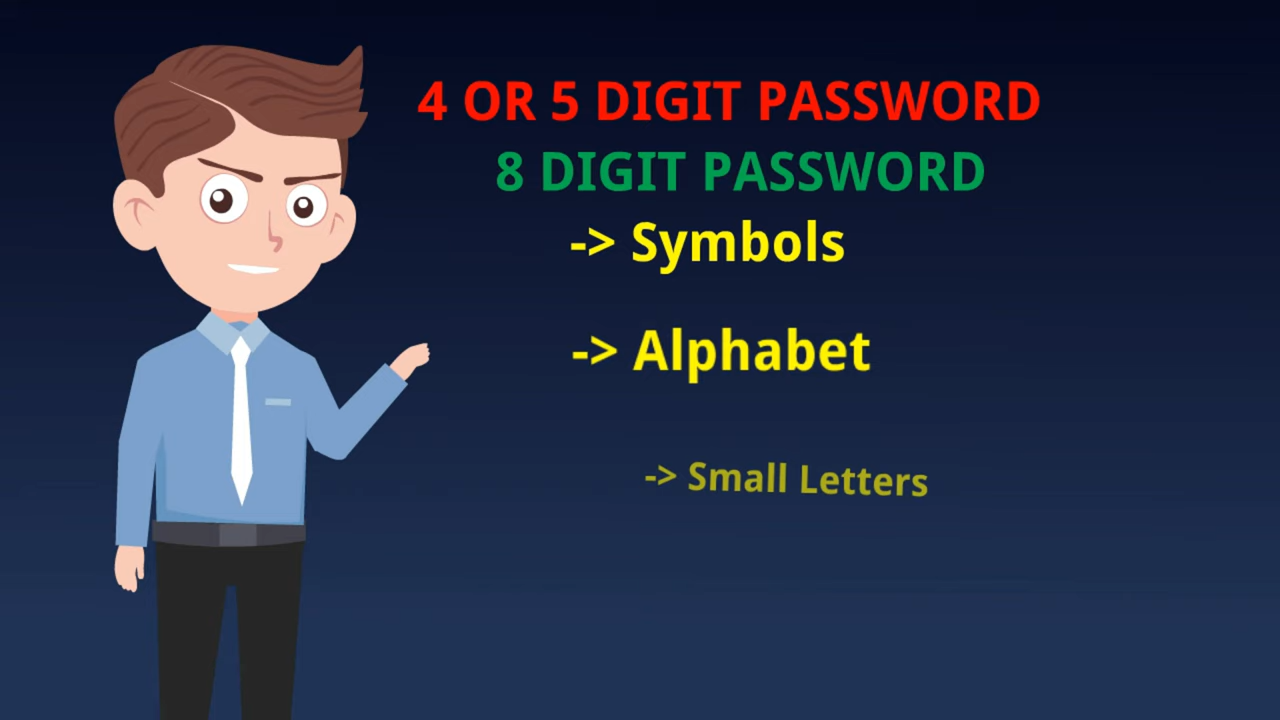 4 OR 5 DIGIT PASSWORD
8 DIGIT PASSWORD
-> Symbols
-> Alphabet
-> Small Letters